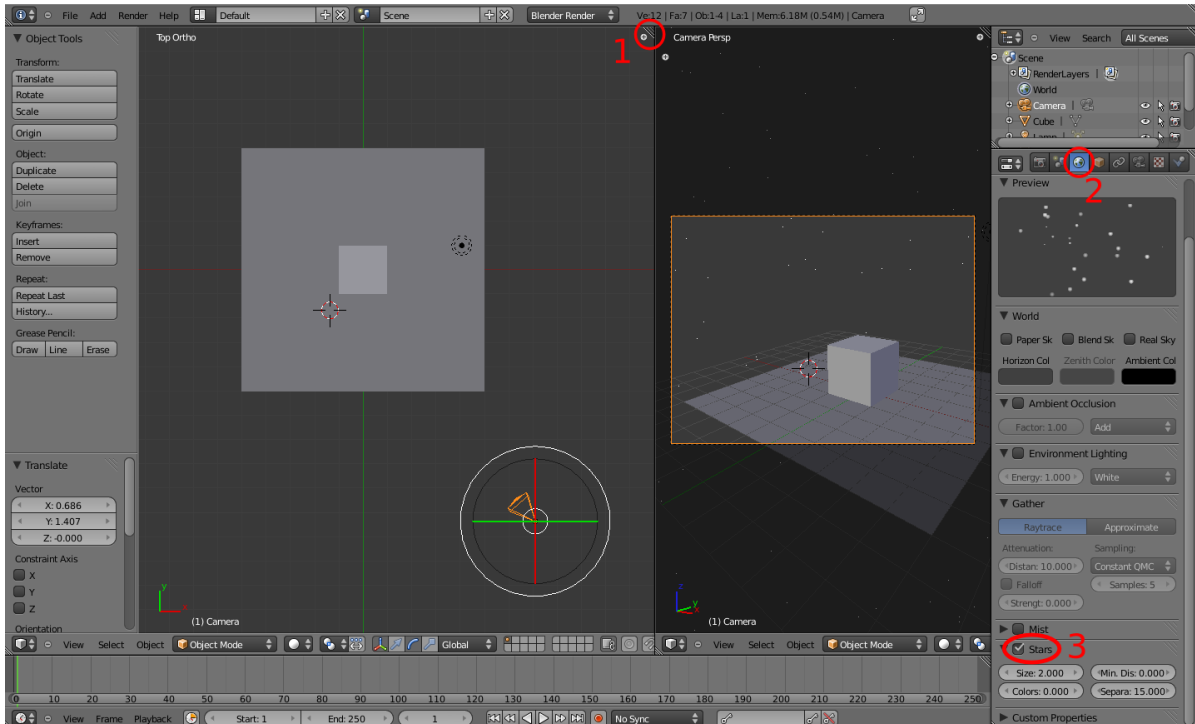 File Add Render Help Default Scene Blender Render Ve:12 | Fa:7 | Ob:1-4 | La:1 | Mem:6.18M (0.54M) | Camera
Object Tools
Transform:
Translate
Rotate
Scale
Origin
Object:
Duplicate
Delete
Join
Keyframes:
Insert
Remove
Repeat:
Repeat Last
History...
Grease Pencil:
Draw Line Erase
Translate
Vector
X: 0.686
Y: 1.407
Z: -0.000
Constraint Axis
X
Y
Z
Orientation
Top Ortho
1
y
x
(1) Camera
View Select Object Object Mode Global
Camera Persp
z
y
x
(1) Camera
View Select Object Object Mode
View Search All Scenes
Scene
RenderLayers |
World
Camera |
Cube |
Lamp |
2
Preview
World
Paper Sk Blend Sk Real Sky
Horizon Col Zenith Color Ambient Col
Ambient Occlusion
Factor: 1.00 Add
Environment Lighting
Energy: 1.000 White
Gather
Raytrace Approximate
Attenuation: Sampling:
Distan: 10.000 Constant QMC
Falloff Samples: 5
Strengt: 0.000
Mist
Stars 3
Size: 2.000 Min. Dis: 0.000
Colors: 0.000 Separa: 15.000
Custom Properties
0 10 20 30 40 50 60 70 80 90 100 110 120 130 140 150 160 170 180 190 200 210 220 230 240 250
View Frame Playback Start: 1 End: 250 1 No Sync